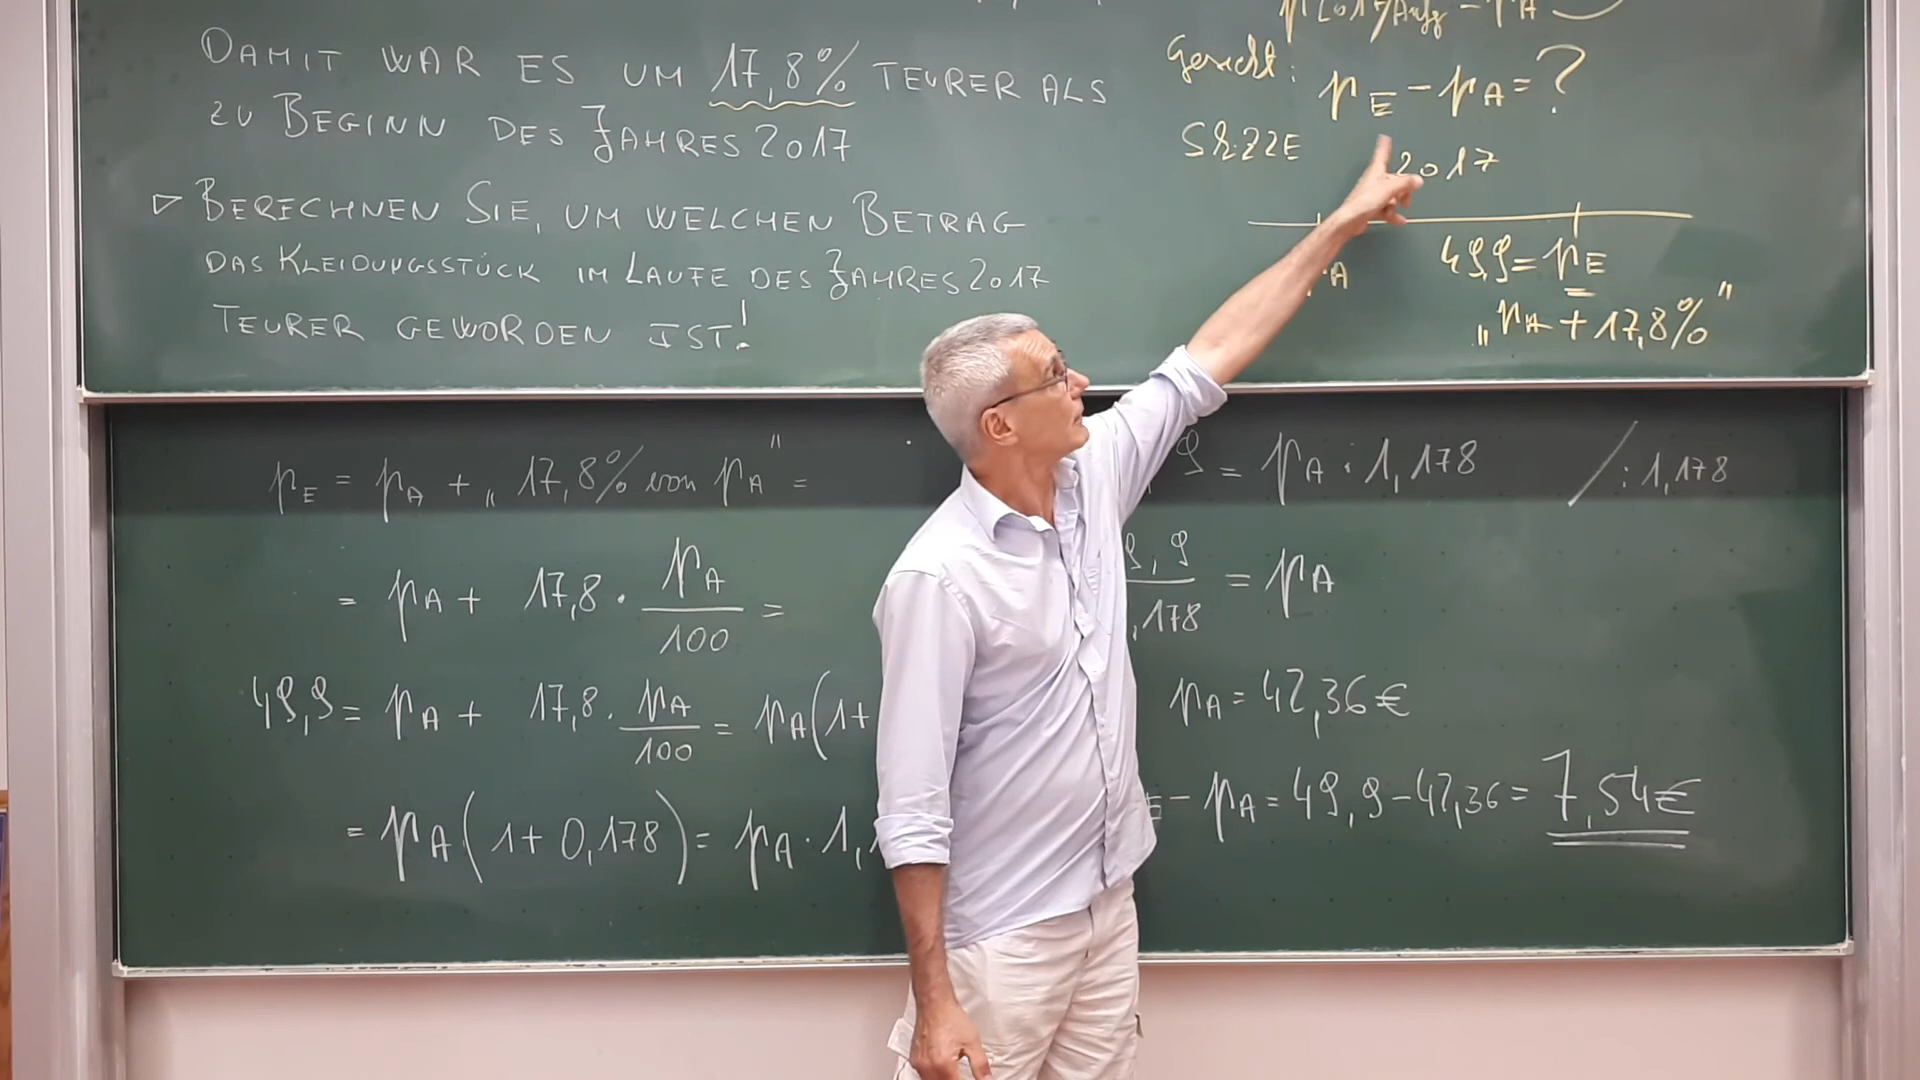 DAMIT WAR ES UM 17,8% TEURER ALS
ZU BEGINN DES JAHRES 2017
▷ BERECHNEN SIE, UM WELCHEN BETRAG
DAS KLEIDUNGSSTÜCK IM LAUFE DES JAHRES 2017
TEURER GEWORDEN IST!
Gesucht: p_E - p_A = ?
SKIZZE
2017
A
49,9 = p_E
„p_A + 17,8%"
p_E = p_A + „17,8% von p_A" =
= p_A + 17,8 · p_A/100 =
49,9 = p_A + 17,8 · p_A/100 = p_A(1+
= p_A(1 + 0,178) = p_A · 1,1
9 = p_A · 1,178 / : 1,178
9,9/,178 = p_A
p_A = 42,36 €
E - p_A = 49,9 - 42,36 = 7,54 €